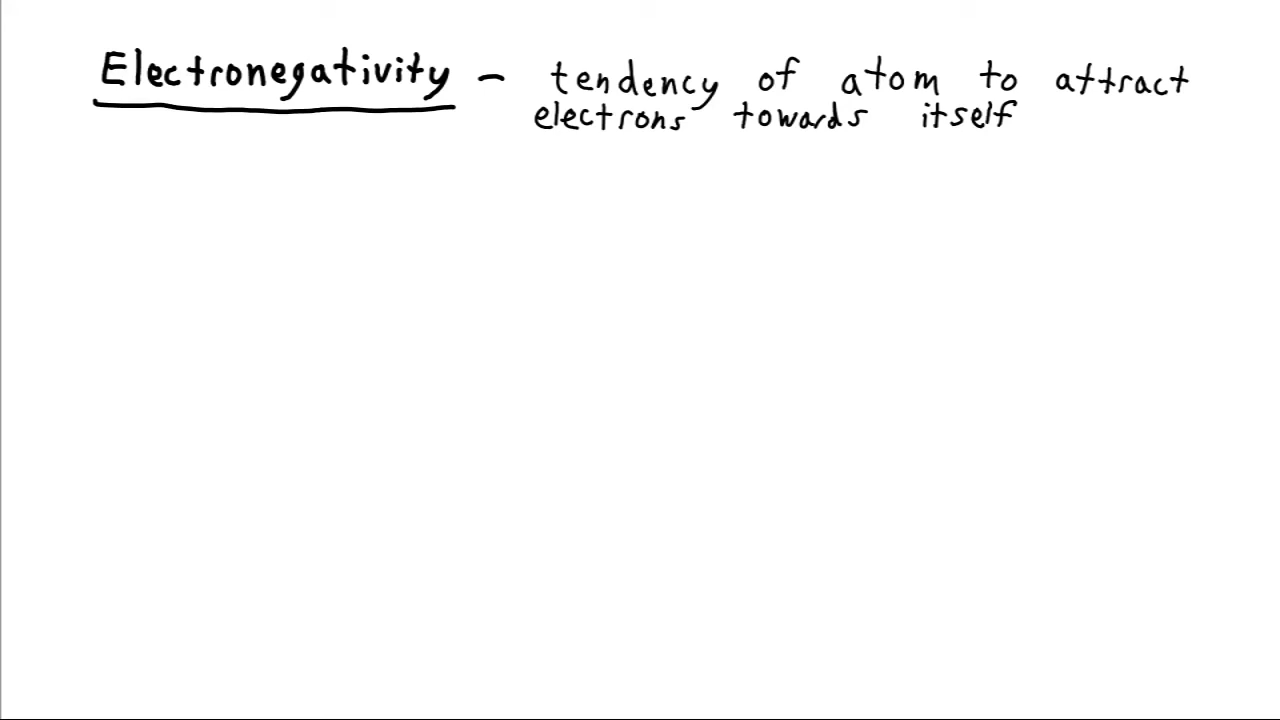 Electronegativity - tendency of atom to attract
electrons towards itself